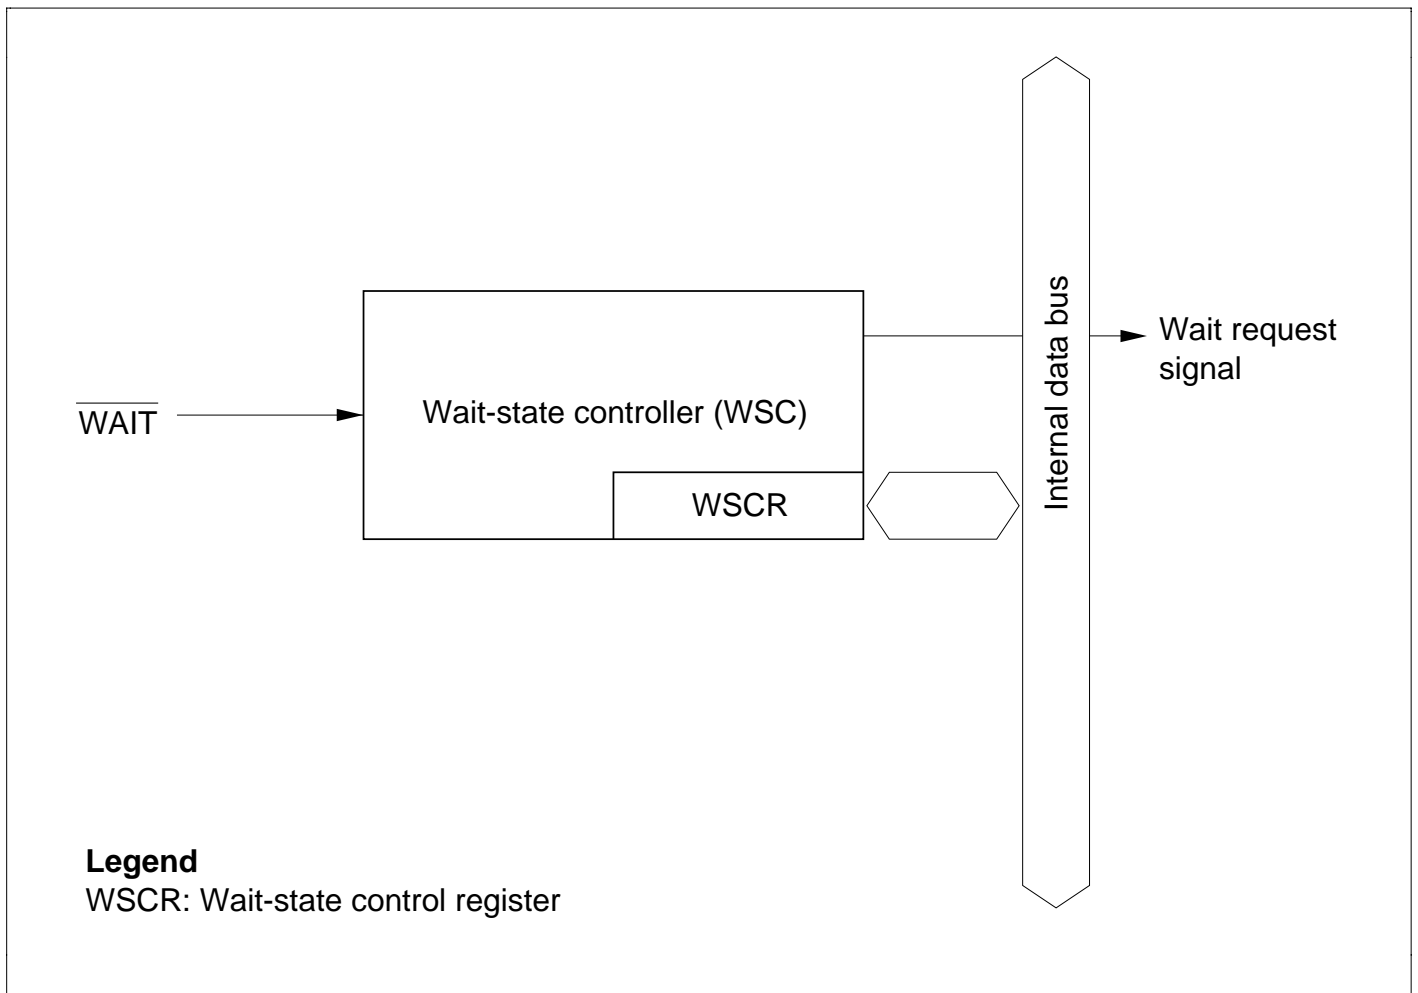 Internal data bus
Wait request
signal
WAIT
Wait-state controller (WSC)
WSCR
Legend
WSCR: Wait-state control register